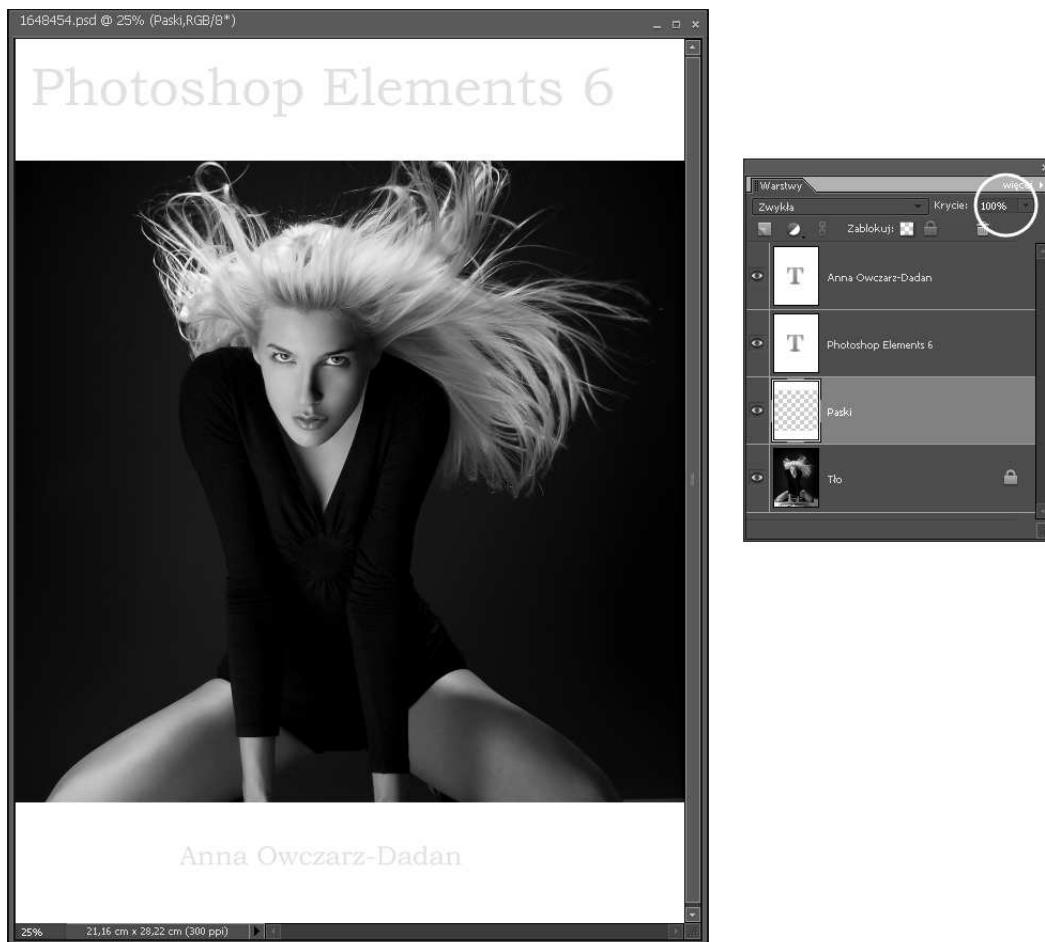 1648454.psd @ 25% (Paski,RGB/8*)
Photoshop Elements 6
Anna Owczarz-Dadan
25% 21,16 cm x 28,22 cm (300 ppi)
Warstwy więcej
Zwykła Krycie: 100%
Zablokuj:
T Anna Owczarz-Dadan
T Photoshop Elements 6
Paski
Tło